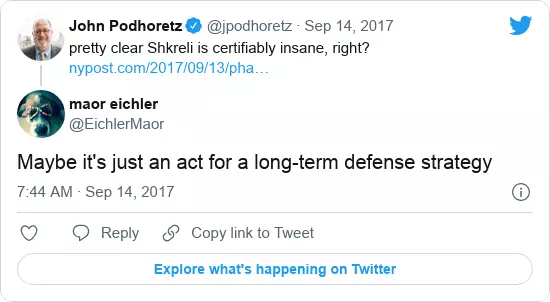 John Podhoretz @jpodhoretz · Sep 14, 2017
pretty clear Shkreli is certifiably insane, right?
nypost.com/2017/09/13/pha…
maor eichler
@EichlerMaor
Maybe it's just an act for a long-term defense strategy
7:44 AM · Sep 14, 2017
Reply Copy link to Tweet
Explore what's happening on Twitter